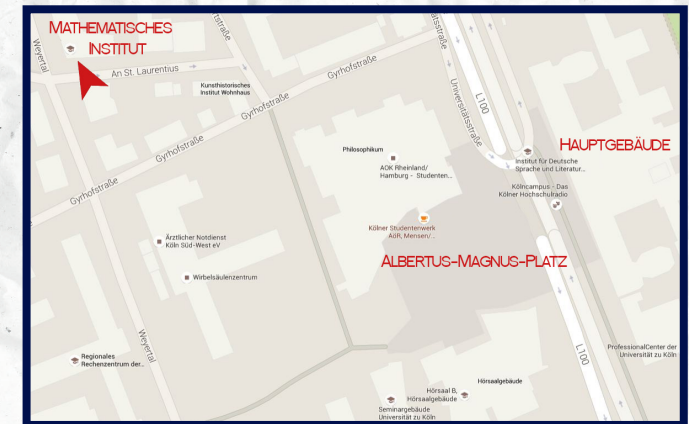 MATHEMATISCHES
INSTITUT
Weyertal
An St. Laurentius
Kunsthistorisches
Institut Wohnhaus
Gyrhofstraße
Gyrhofstraße
Gyrhofstraße
Gyrhofstraße
Universitätsstraße
L100
HAUPTGEBÄUDE
Philosophikum
AOK Rheinland/
Hamburg - Studenten...
Institut für Deutsche
Sprache und Literatur...
Kölncampus - Das
Kölner Hochschulradio
Kölner Studentenwerk
AöR, Mensen/...
Ärztlicher Notdienst
Köln Süd-West eV
ALBERTUS-MAGNUS-PLATZ
Wirbelsäulenzentrum
Weyertal
Regionales
Rechenzentrum der...
L100
ProfessionalCenter der
Universität zu Köln
Hörsaalgebäude
Hörsaal B,
Hörsaalgebäude
Seminargebäude
Universität zu Köln